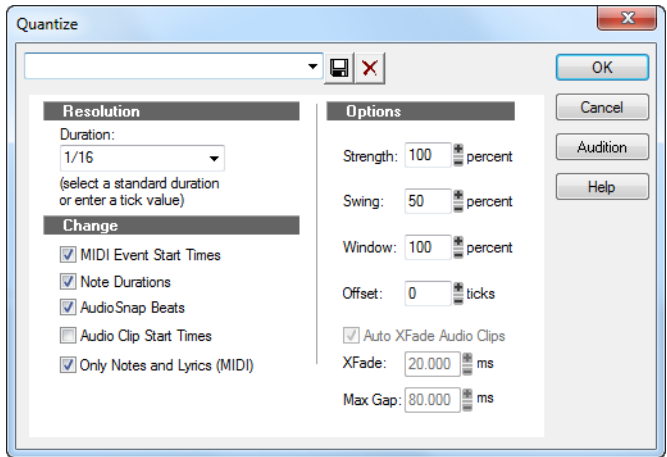 Quantize
OK
Resolution
Options
Cancel
Duration:
1/16
(select a standard duration
or enter a tick value)
Strength: 100 percent
Audition
Swing: 50 percent
Help
Change
MIDI Event Start Times
Note Durations
AudioSnap Beats
Audio Clip Start Times
Only Notes and Lyrics (MIDI)
Window: 100 percent
Offset: 0 ticks
Auto XFade Audio Clips
XFade: 20.000 ms
Max Gap: 80.000 ms